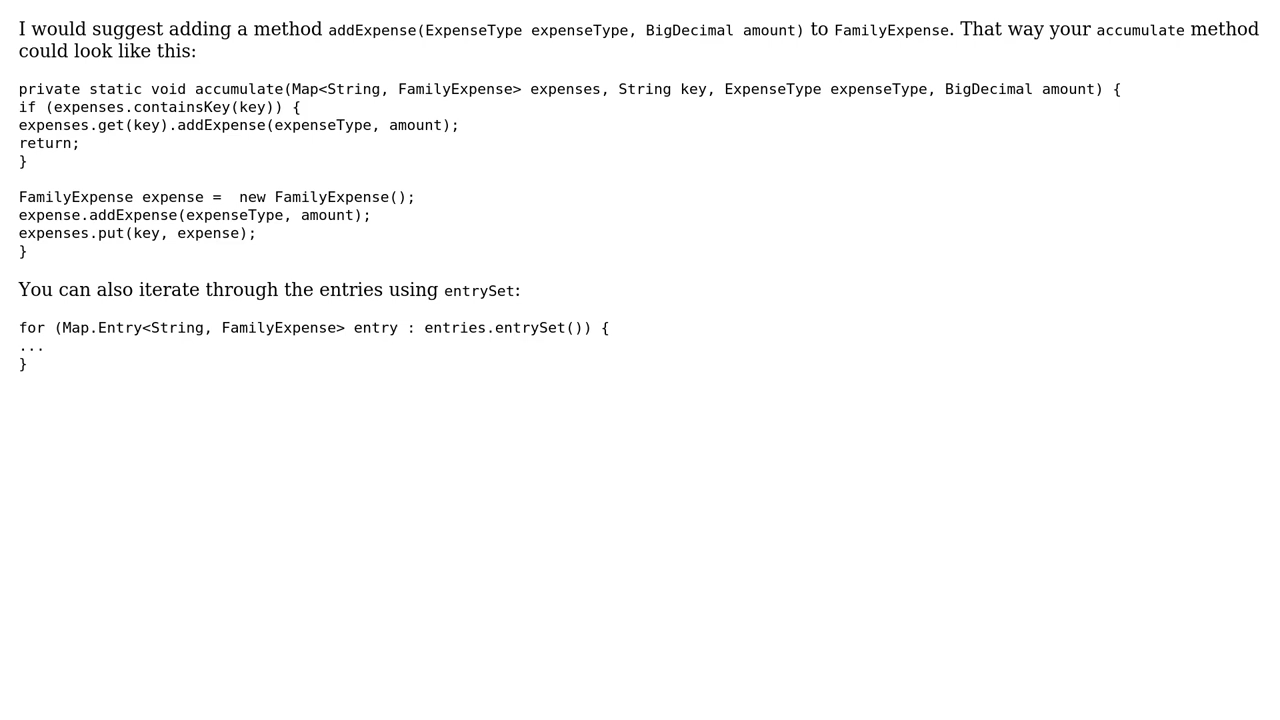 I would suggest adding a method addExpense(ExpenseType expenseType, BigDecimal amount) to FamilyExpense. That way your accumulate method
could look like this:
private static void accumulate(Map<String, FamilyExpense> expenses, String key, ExpenseType expenseType, BigDecimal amount) {
if (expenses.containsKey(key)) {
expenses.get(key).addExpense(expenseType, amount);
return;
}
FamilyExpense expense =  new FamilyExpense();
expense.addExpense(expenseType, amount);
expenses.put(key, expense);
}
You can also iterate through the entries using entrySet:
for (Map.Entry<String, FamilyExpense> entry : entries.entrySet()) {
...
}